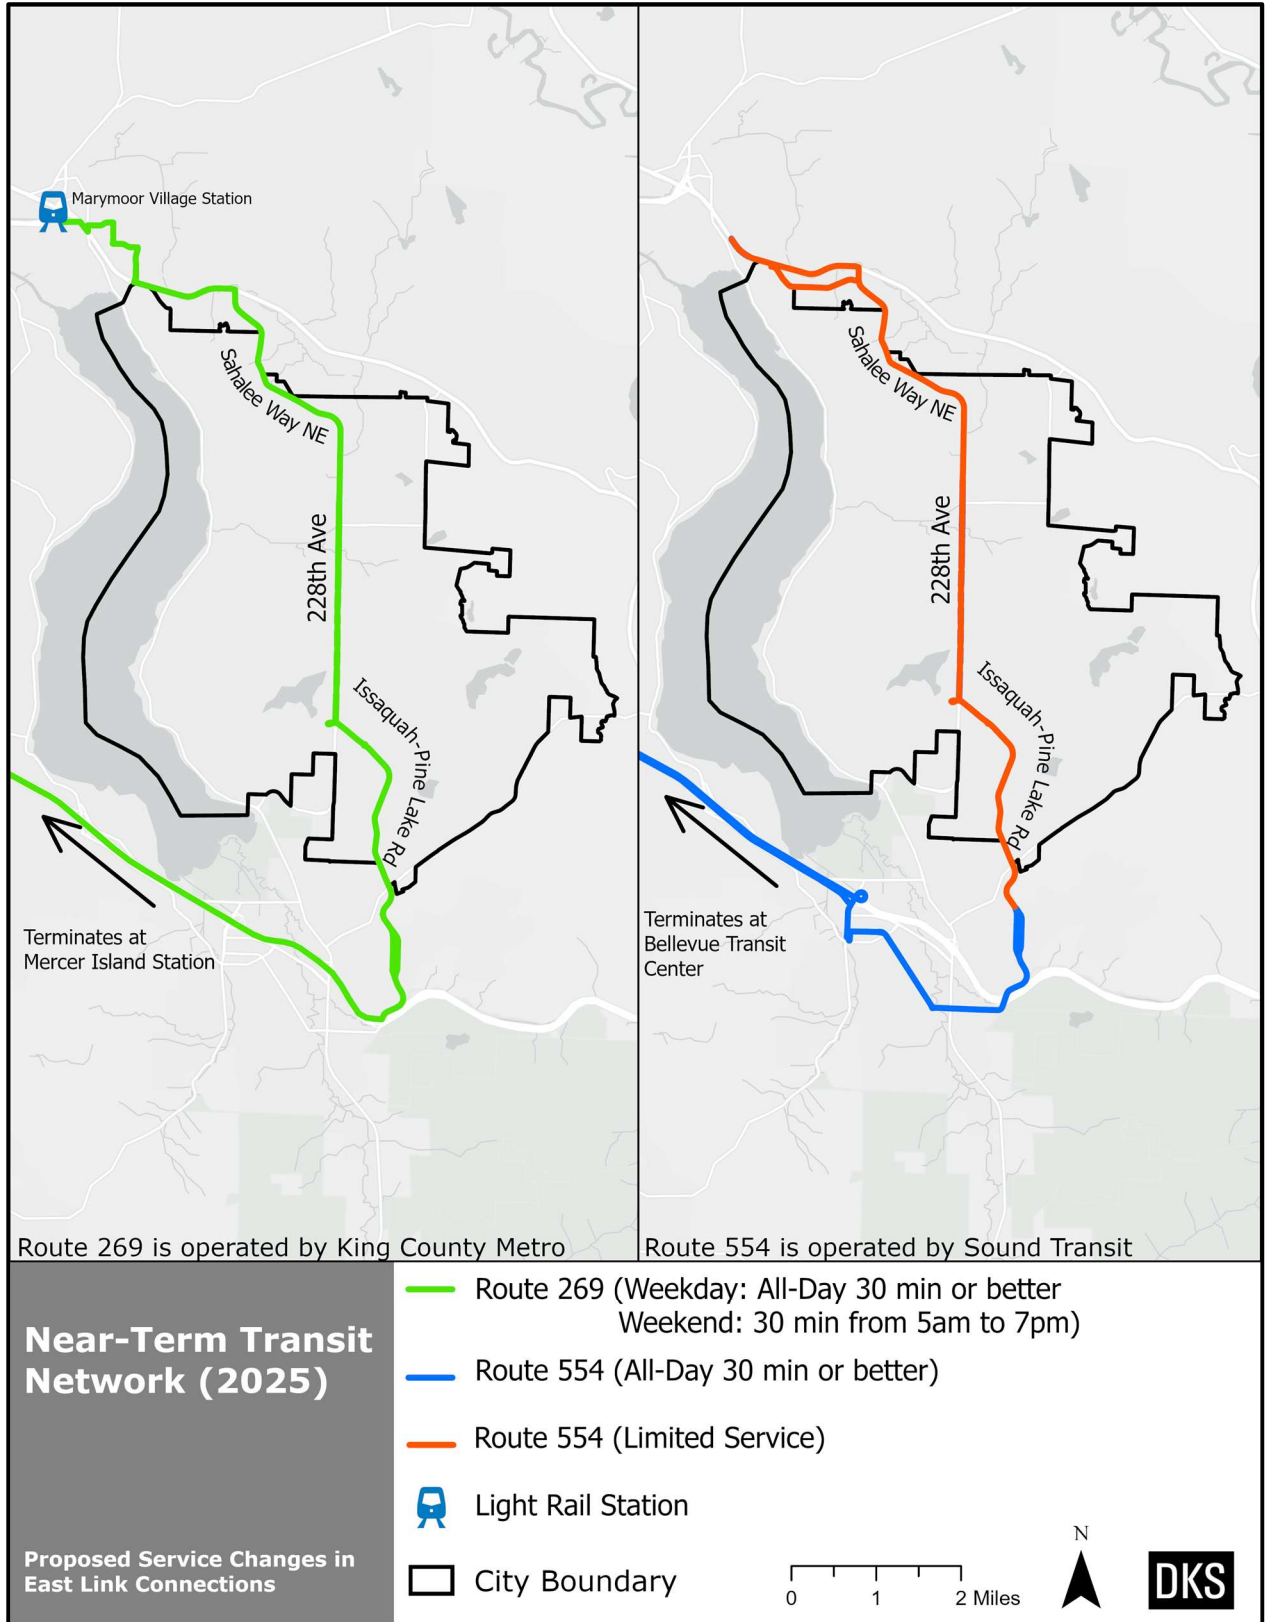 Marymoor Village Station
Sahalee Way NE
228th Ave
Issaquah-Pine Lake Rd
Terminates at
Mercer Island Station
Route 269 is operated by King County Metro
Sahalee Way NE
228th Ave
Issaquah-Pine Lake Rd
Terminates at
Bellevue Transit
Center
Route 554 is operated by Sound Transit
Near-Term Transit
Network (2025)
Proposed Service Changes in
East Link Connections
Route 269 (Weekday: All-Day 30 min or better
Weekend: 30 min from 5am to 7pm)
Route 554 (All-Day 30 min or better)
Route 554 (Limited Service)
Light Rail Station
City Boundary
0 1 2 Miles
N
DKS